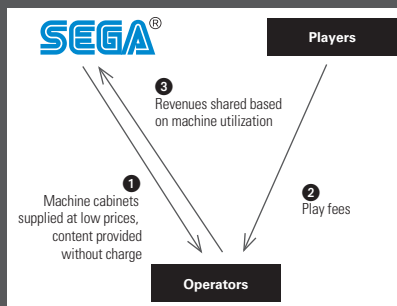 SEGA®
Players
3
Revenues shared based
on machine utilization
1
Machine cabinets
supplied at low prices,
content provided
without charge
2
Play fees
Operators